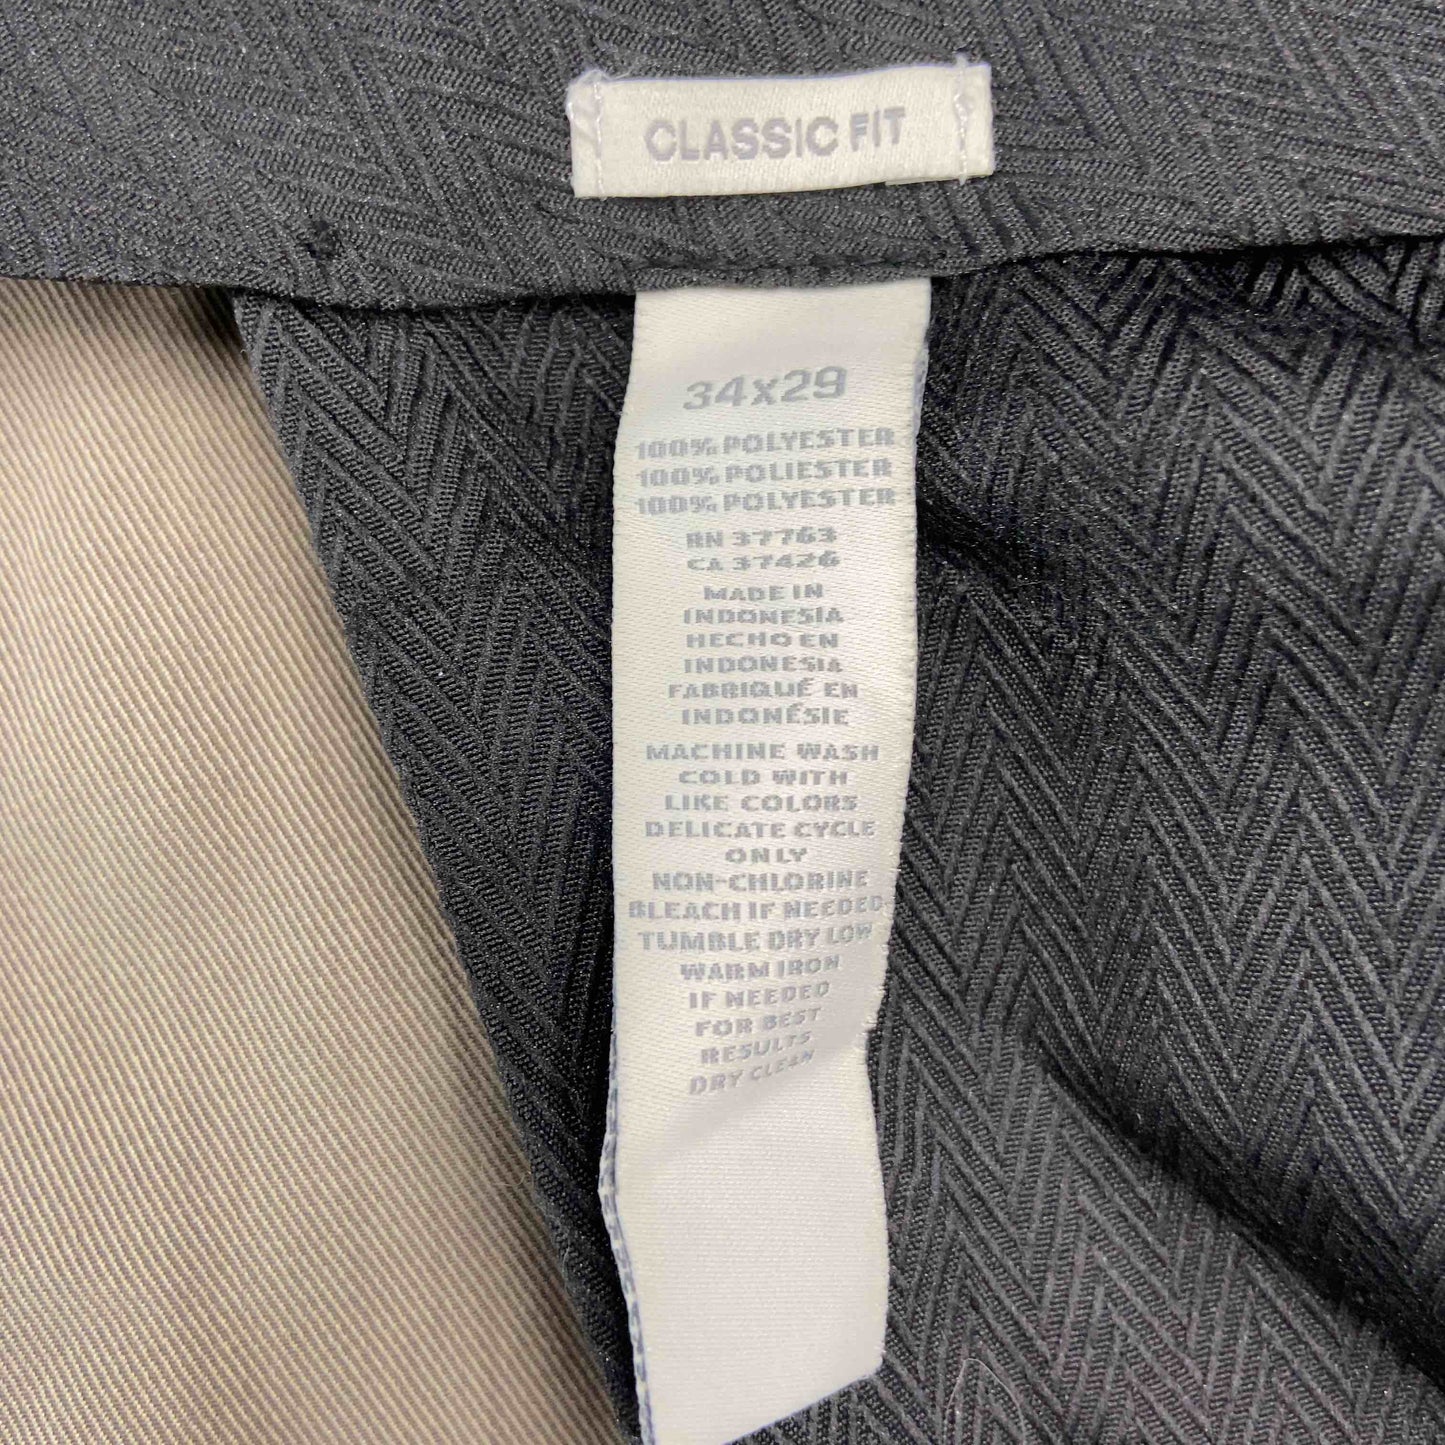 CLASSIC FIT
34X29
100% POLYESTER
100% POLIESTER
100% POLYESTER
RN 37763
CA 37426
MADE IN
INDONESIA
HECHO EN
INDONESIA
FABRIQUÉ EN
INDONÉSIE
MACHINE WASH
COLD WITH
LIKE COLORS
DELICATE CYCLE
ONLY
NON-CHLORINE
BLEACH IF NEEDED
TUMBLE DRY LOW
WARM IRON
IF NEEDED
FOR BEST
RESULTS
DRY CLEAN